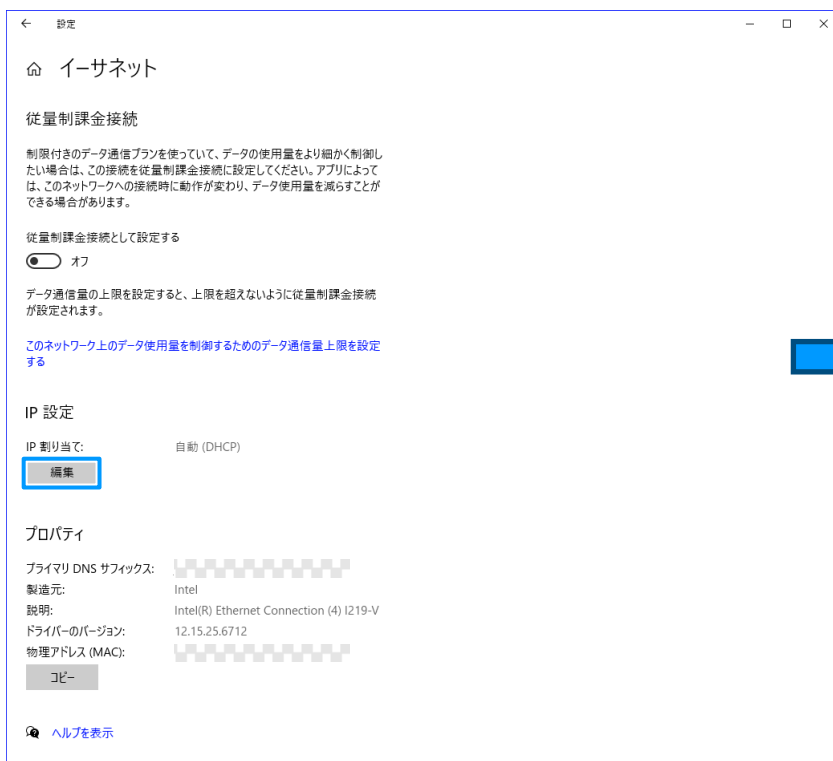 設定
イーサネット
従量制課金接続
制限付きのデータ通信プランを使っていて、データの使用量をより細かく制御し
たい場合は、この接続を従量制課金接続に設定してください。アプリによって
は、このネットワークへの接続時に動作が変わり、データ使用量を減らすことが
できる場合があります。
従量制課金接続として設定する
オフ
データ通信量の上限を設定すると、上限を超えないように従量制課金接続
が設定されます。
このネットワーク上のデータ使用量を制御するためのデータ通信量上限を設定
する
IP 設定
IP 割り当て: 自動 (DHCP)
編集
プロパティ
プライマリ DNS サフィックス:
製造元: Intel
説明: Intel(R) Ethernet Connection (4) I219-V
ドライバーのバージョン: 12.15.25.6712
物理アドレス (MAC):
コピー
ヘルプを表示